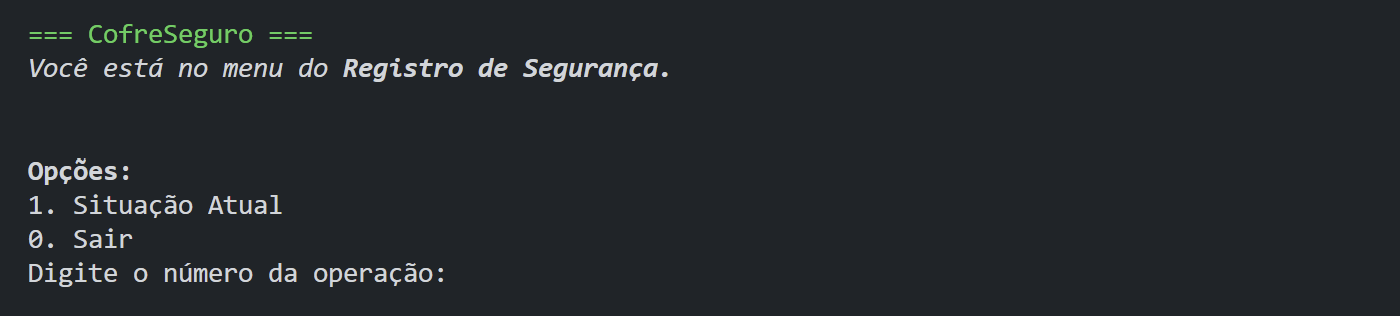 === CofreSeguro ===
Você está no menu do Registro de Segurança.
Opções:
1. Situação Atual
0. Sair
Digite o número da operação: